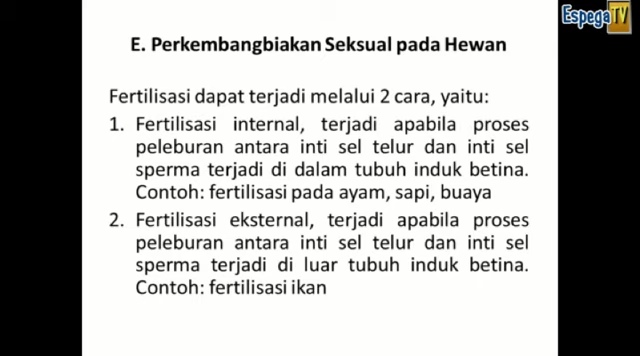 EspegaTV
E. Perkembangbiakan Seksual pada Hewan
Fertilisasi dapat terjadi melalui 2 cara, yaitu:
1. Fertilisasi internal, terjadi apabila proses
peleburan antara inti sel telur dan inti sel
sperma terjadi di dalam tubuh induk betina.
Contoh: fertilisasi pada ayam, sapi, buaya
2. Fertilisasi eksternal, terjadi apabila proses
peleburan antara inti sel telur dan inti sel
sperma terjadi di luar tubuh induk betina.
Contoh: fertilisasi ikan